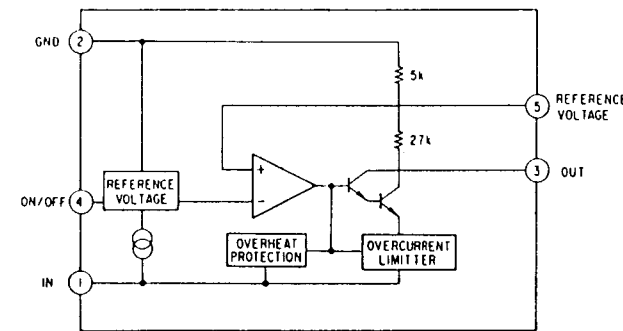 GND 2
5k
5 REFERENCE
VOLTAGE
27k
3 OUT
+
REFERENCE
VOLTAGE
ON/OFF 4
-
OVERHEAT
PROTECTION
OVERCURRENT
LIMITTER
IN 1